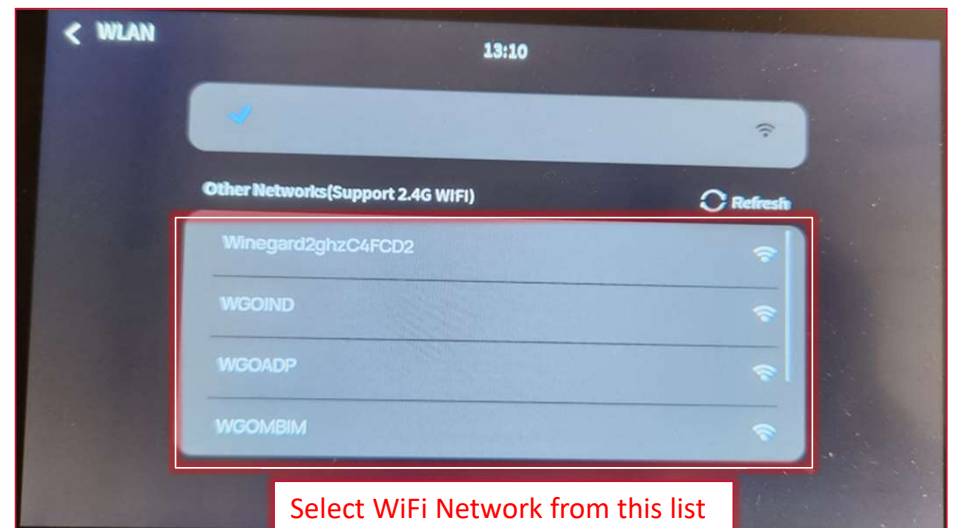 WLAN
13:10
Other Networks(Support 2.4G WIFI)
Refresh
Winegard2ghzC4FCD2
WGOIND
WGOADP
WGOMBIM
Select WiFi Network from this list